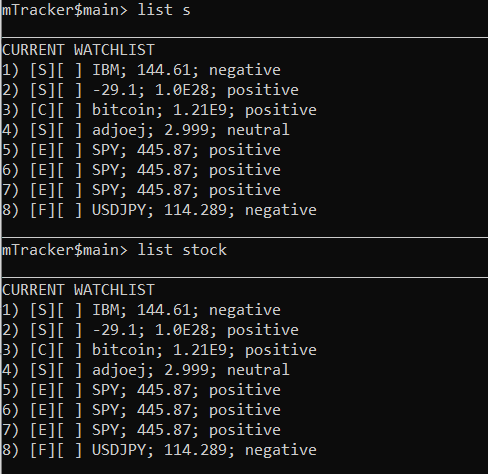 mTracker$main> list s
CURRENT WATCHLIST
1) [S][ ] IBM; 144.61; negative
2) [S][ ] -29.1; 1.0E28; positive
3) [C][ ] bitcoin; 1.21E9; positive
4) [S][ ] adjoej; 2.999; neutral
5) [E][ ] SPY; 445.87; positive
6) [E][ ] SPY; 445.87; positive
7) [E][ ] SPY; 445.87; positive
8) [F][ ] USDJPY; 114.289; negative
mTracker$main> list stock
CURRENT WATCHLIST
1) [S][ ] IBM; 144.61; negative
2) [S][ ] -29.1; 1.0E28; positive
3) [C][ ] bitcoin; 1.21E9; positive
4) [S][ ] adjoej; 2.999; neutral
5) [E][ ] SPY; 445.87; positive
6) [E][ ] SPY; 445.87; positive
7) [E][ ] SPY; 445.87; positive
8) [F][ ] USDJPY; 114.289; negative